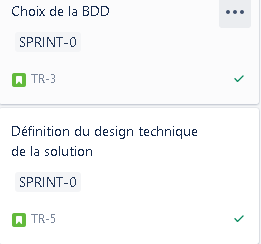 Choix de la BDD
SPRINT-0
TR-3
Définition du design technique
de la solution
SPRINT-0
TR-5